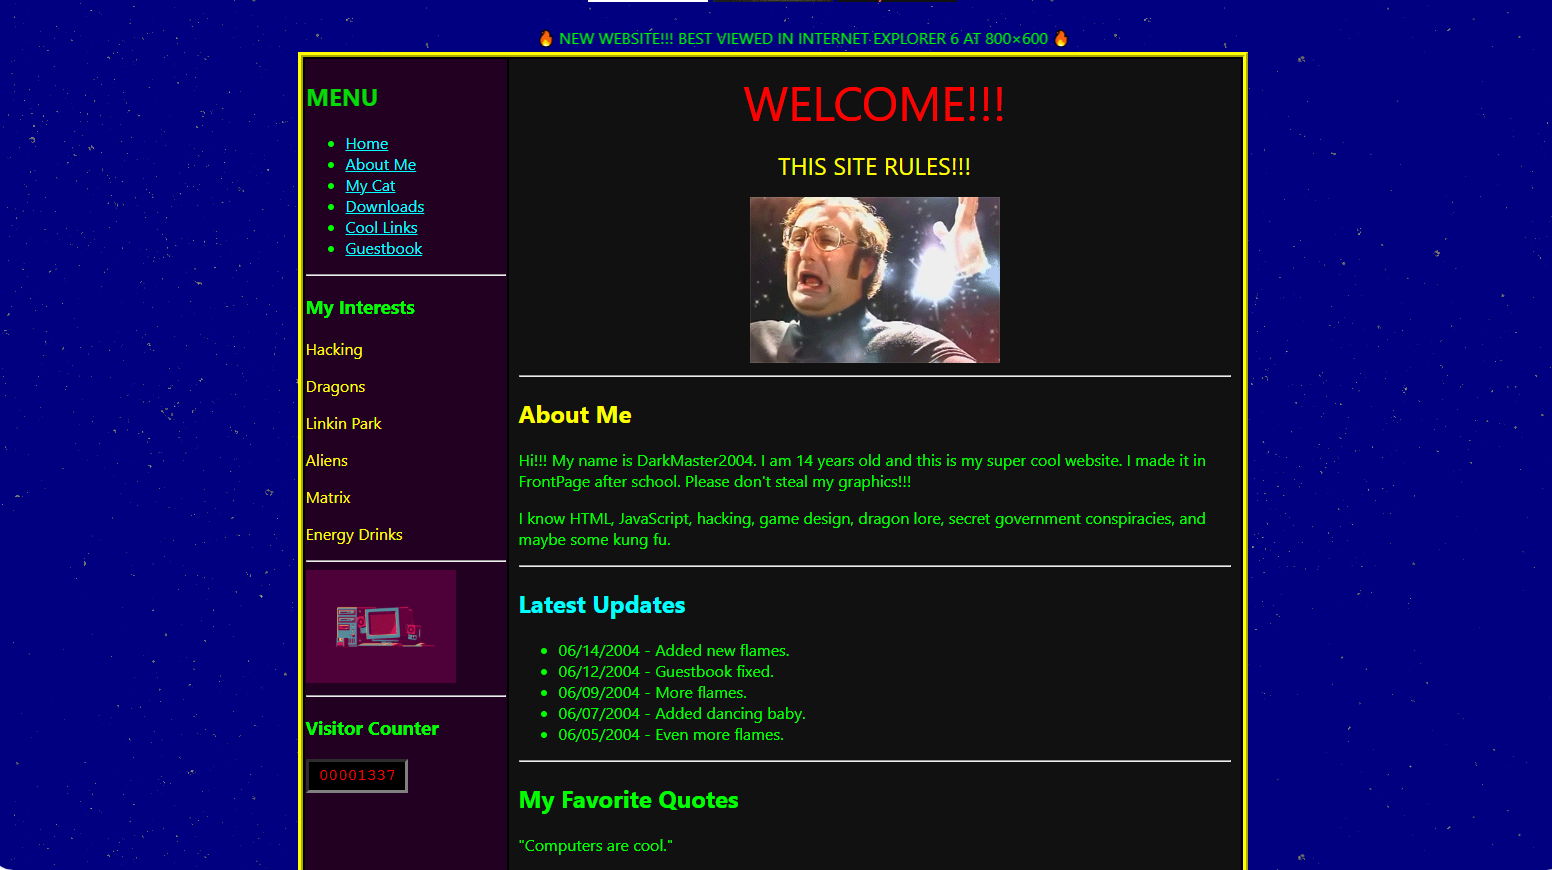 🔥 NEW WEBSITE!!! BEST VIEWED IN INTERNET EXPLORER 6 AT 800×600 🔥
MENU
Home
About Me
My Cat
Downloads
Cool Links
Guestbook
My Interests
Hacking
Dragons
Linkin Park
Aliens
Matrix
Energy Drinks
Visitor Counter
00001337
WELCOME!!!
THIS SITE RULES!!!
About Me
Hi!!! My name is DarkMaster2004. I am 14 years old and this is my super cool website. I made it in
FrontPage after school. Please don't steal my graphics!!!
I know HTML, JavaScript, hacking, game design, dragon lore, secret government conspiracies, and
maybe some kung fu.
Latest Updates
06/14/2004 - Added new flames.
06/12/2004 - Guestbook fixed.
06/09/2004 - More flames.
06/07/2004 - Added dancing baby.
06/05/2004 - Even more flames.
My Favorite Quotes
"Computers are cool."